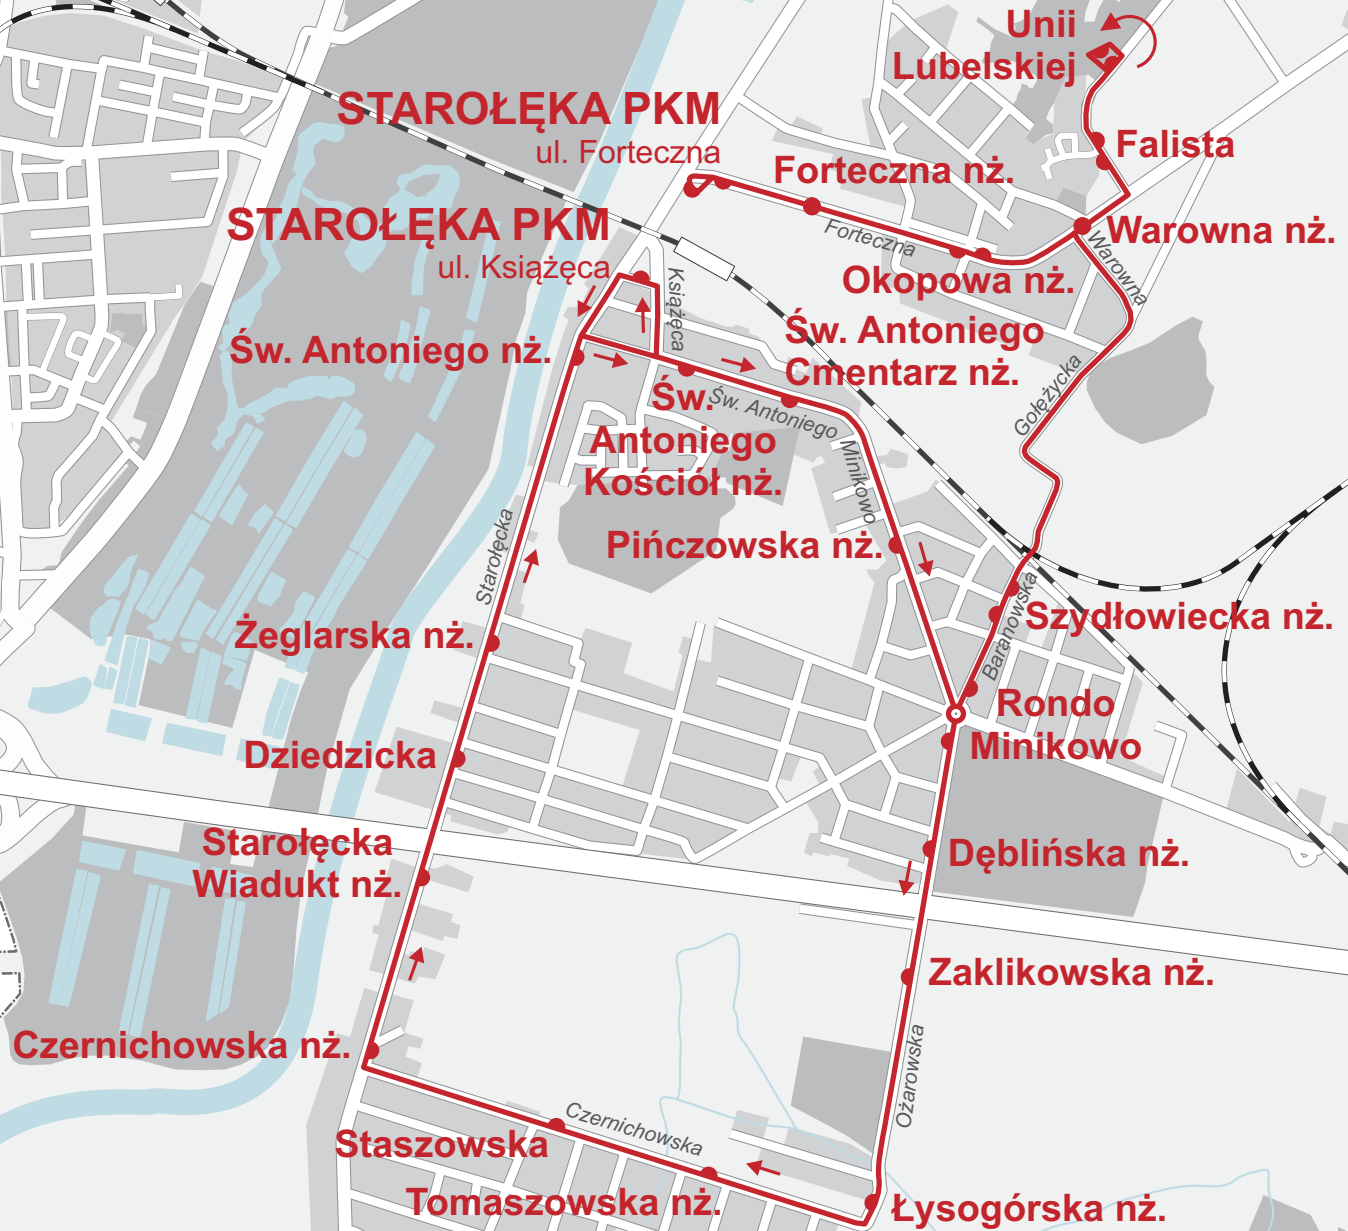 Unii
Lubelskiej
STAROŁĘKA PKM
ul. Forteczna
Falista
Forteczna nż.
STAROŁĘKA PKM
ul. Książęca
Forteczna
Warowna nż.
Warowna
Okopowa nż.
Książęca
Św. Antoniego
Cmentarz nż.
Św. Antoniego nż.
Św.
Antoniego
Kościół nż.
Św. Antoniego
Gołężycka
Minikowo
Pińczowska nż.
Starołęcka
Szydłowiecka nż.
Baranowska
Żeglarska nż.
Rondo
Minikowo
Dziedzicka
Starołęcka
Wiadukt nż.
Dęblińska nż.
Zaklikowska nż.
Czernichowska nż.
Ożarowska
Czernichowska
Staszowska
Tomaszowska nż.
Łysogórska nż.